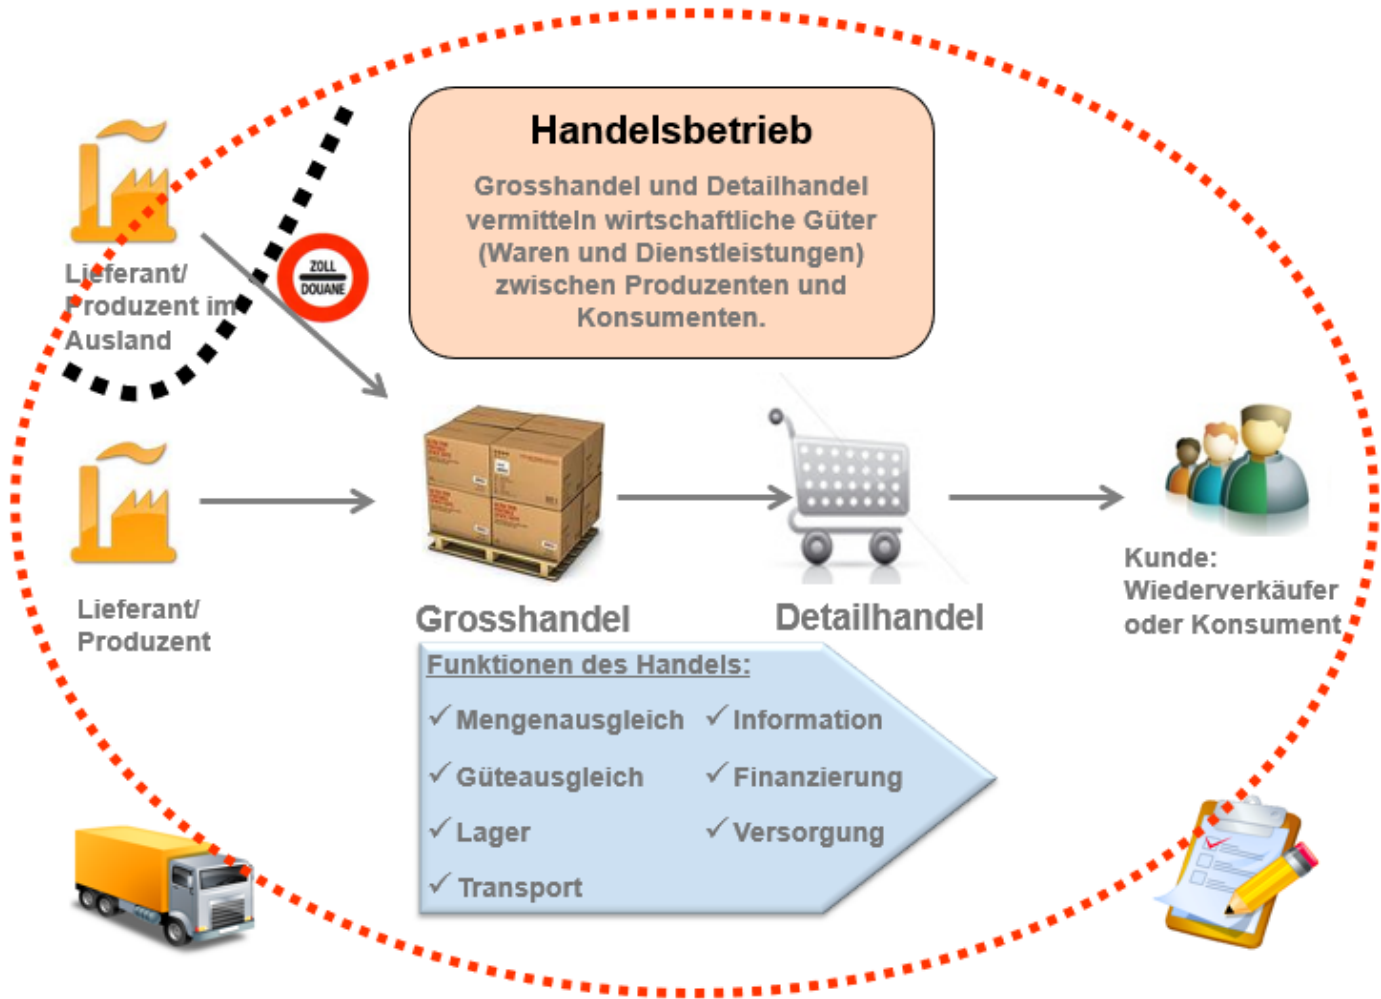 Handelsbetrieb
Grosshandel und Detailhandel
vermitteln wirtschaftliche Güter
(Waren und Dienstleistungen)
zwischen Produzenten und
Konsumenten.
Lieferant/
Produzent im
Ausland
ZOLL
DOUANE
Lieferant/
Produzent
Grosshandel
Detailhandel
Kunde:
Wiederverkäufer
oder Konsument
Funktionen des Handels:
✓ Mengenausgleich
✓ Information
✓ Güteausgleich
✓ Finanzierung
✓ Lager
✓ Versorgung
✓ Transport